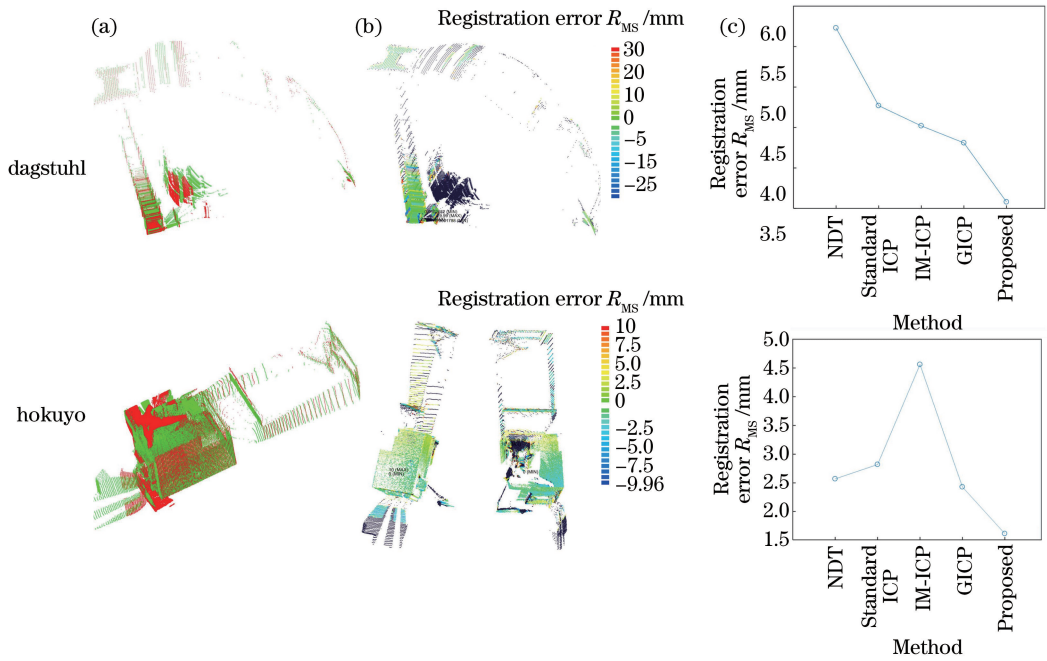 (a)
(b)
(c)
Registration error R_MS /mm
30
20
10
0
−5
−15
−25
dagstuhl
Registration
error R_MS /mm
6.0
5.5
5.0
4.5
4.0
3.5
NDT
Standard
ICP
IM-ICP
GICP
Proposed
Method
Registration error R_MS /mm
10
7.5
5.0
2.5
0
−2.5
−5.0
−7.5
−9.96
hokuyo
10 (MAX)
Registration
error R_MS /mm
5.0
4.5
4.0
3.5
3.0
2.5
2.0
1.5
NDT
Standard
ICP
IM-ICP
GICP
Proposed
Method